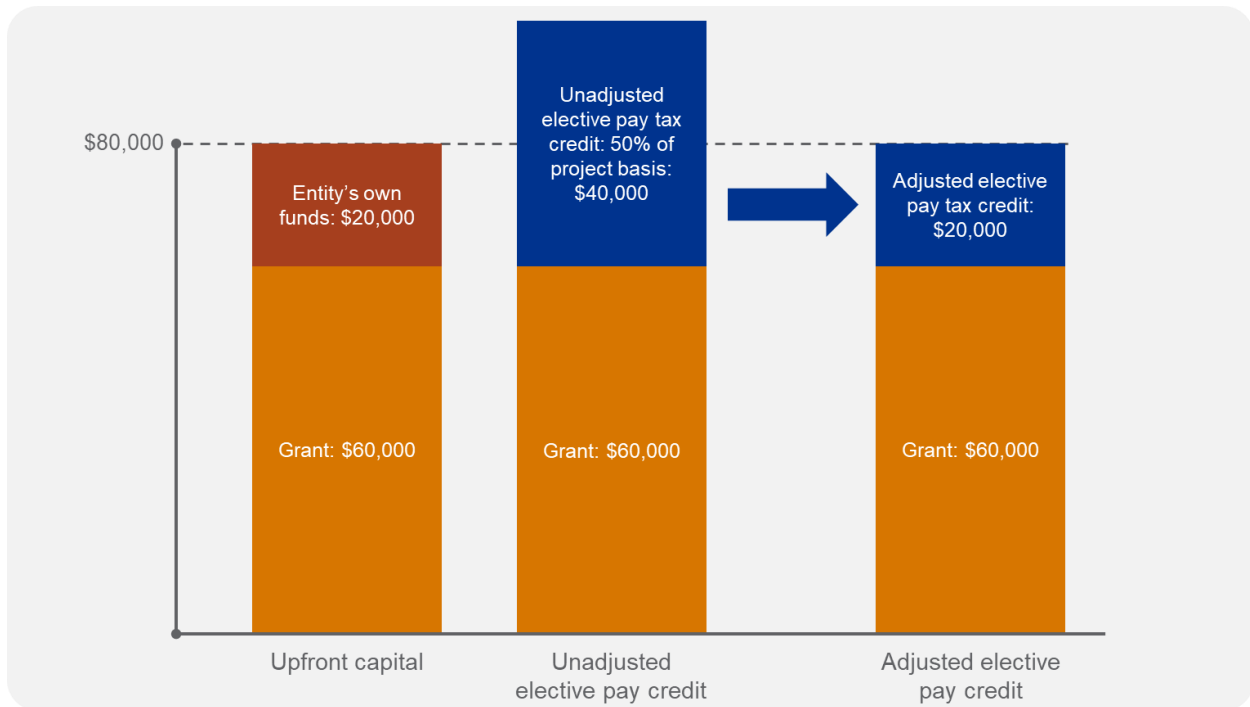 $80,000
Entity’s own
funds: $20,000
Grant: $60,000
Unadjusted
elective pay tax
credit: 50% of
project basis:
$40,000
Grant: $60,000
Adjusted elective
pay tax credit:
$20,000
Grant: $60,000
Upfront capital
Unadjusted
elective pay credit
Adjusted elective
pay credit